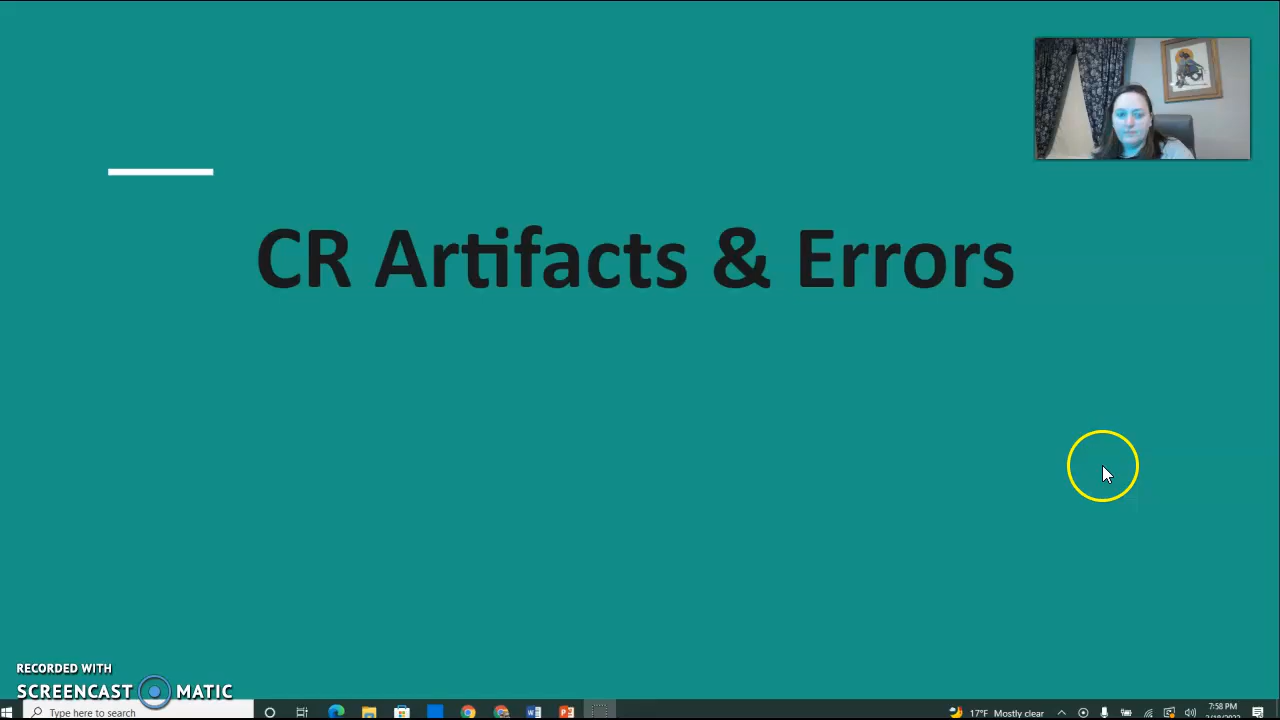 CR Artifacts & Errors
RECORDED WITH
SCREENCAST MATIC
Type here to search
17°F Mostly clear
7:58 PM